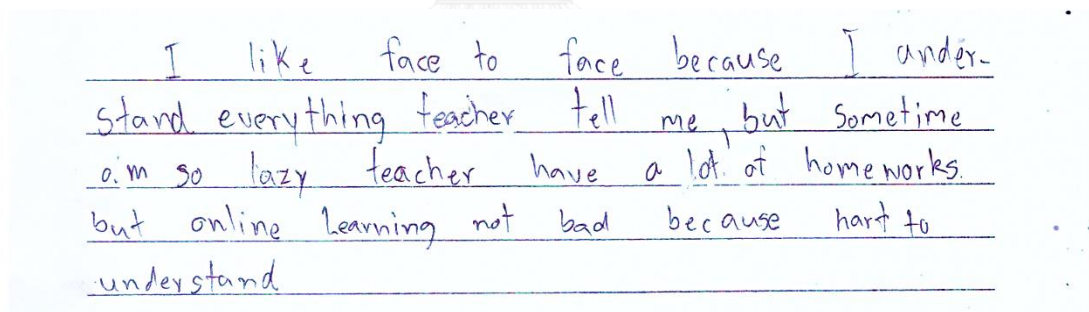 I like face to face because I under-
stand everything teacher tell me, but Sometime
a.m so lazy teacher have a lot of homeworks.
but online Learning not bad because hart to
understand